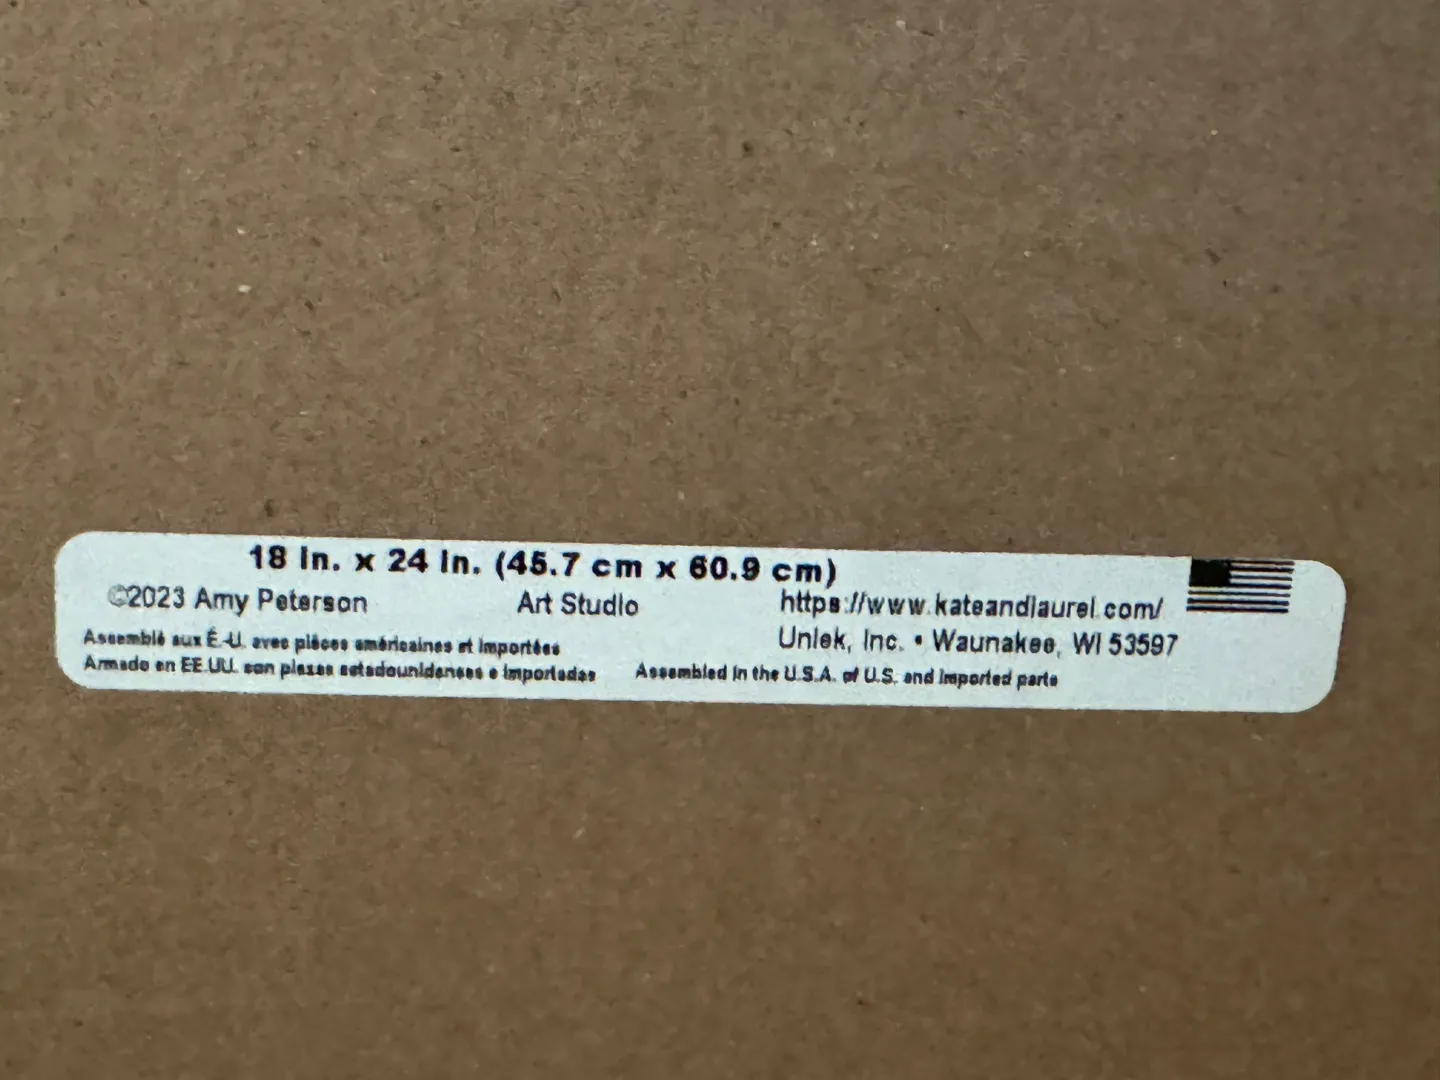 18 in. x 24 in. (45.7 cm x 60.9 cm)
©2023 Amy Peterson Art Studio https://www.kateandlaurel.com/
Uniek, Inc. • Waunakee, WI 53597
Assemblé aux É.-U. avec pièces américaines et importées
Armado en EE.UU. con piezas estadounidenses e importadas Assembled in the U.S.A. of U.S. and imported parts